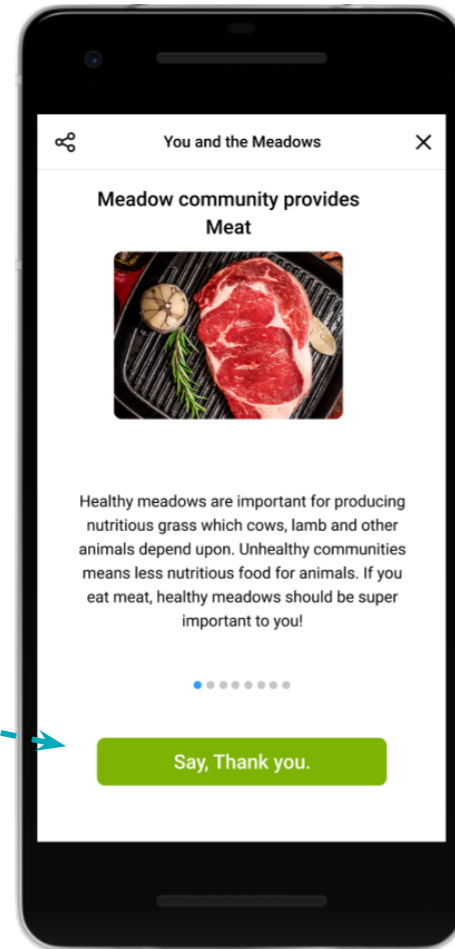 You and the Meadows
Meadow community provides
Meat
Healthy meadows are important for producing
nutritious grass which cows, lamb and other
animals depend upon. Unhealthy communities
means less nutritious food for animals. If you
eat meat, healthy meadows should be super
important to you!
Say, Thank you.